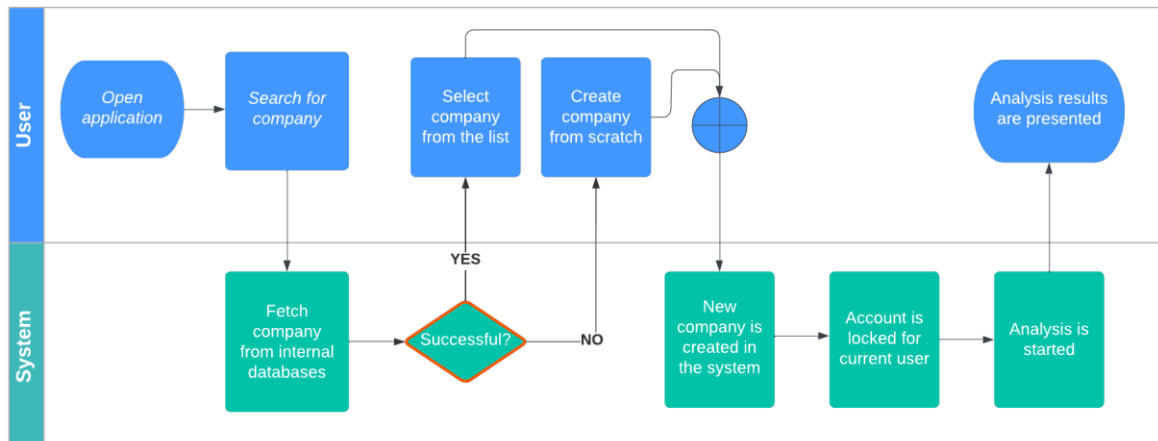 User
Open
application
Search for
company
Select
company
from the list
Create
company
from scratch
Analysis results
are presented
System
Fetch
company
from internal
databases
Successful?
YES
NO
New
company is
created in
the system
Account is
locked for
current user
Analysis is
started